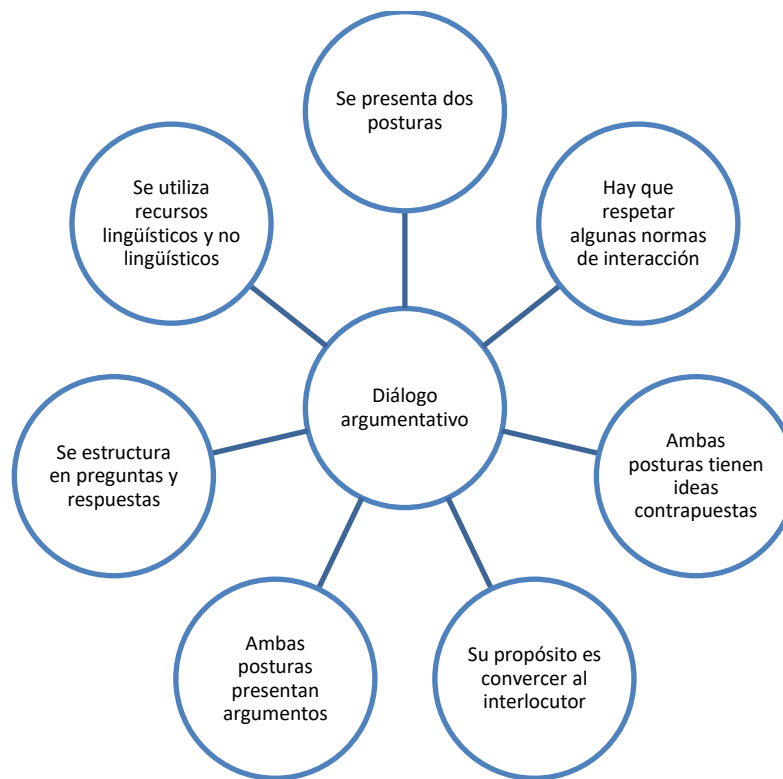 Se presenta dos
posturas
Hay que
respetar
algunas normas
de interacción
Ambas
posturas tienen
ideas
contrapuestas
Su propósito es
convercer al
interlocutor
Ambas
posturas
presentan
argumentos
Se estructura
en preguntas y
respuestas
Se utiliza
recursos
lingüísticos y no
lingüísticos
Diálogo
argumentativo